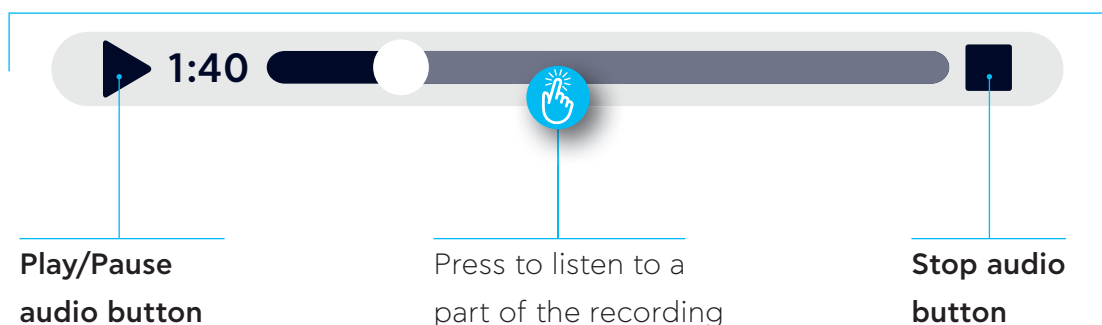 1:40
Play/Pause
audio button
Press to listen to a
part of the recording
Stop audio
button